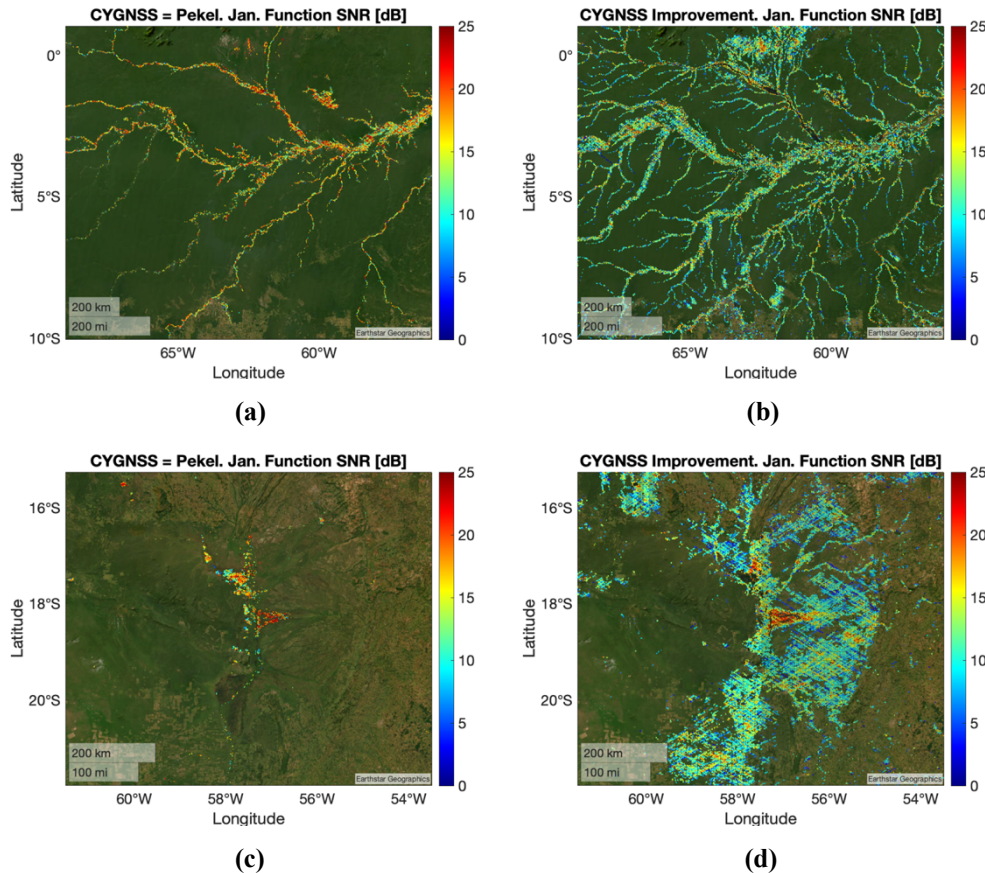 CYGNSS = Pekel. Jan. Function SNR [dB]
0°
5°S
10°S
Latitude
65°W
60°W
Longitude
200 km
200 mi
Earthstar Geographics
25
20
15
10
5
0
(a)
CYGNSS Improvement. Jan. Function SNR [dB]
0°
5°S
10°S
Latitude
65°W
60°W
Longitude
200 km
200 mi
Earthstar Geographics
25
20
15
10
5
0
(b)
CYGNSS = Pekel. Jan. Function SNR [dB]
16°S
18°S
20°S
Latitude
60°W
58°W
56°W
54°W
Longitude
200 km
100 mi
Earthstar Geographics
25
20
15
10
5
0
(c)
CYGNSS Improvement. Jan. Function SNR [dB]
16°S
18°S
20°S
Latitude
60°W
58°W
56°W
54°W
Longitude
200 km
100 mi
Earthstar Geographics
25
20
15
10
5
0
(d)